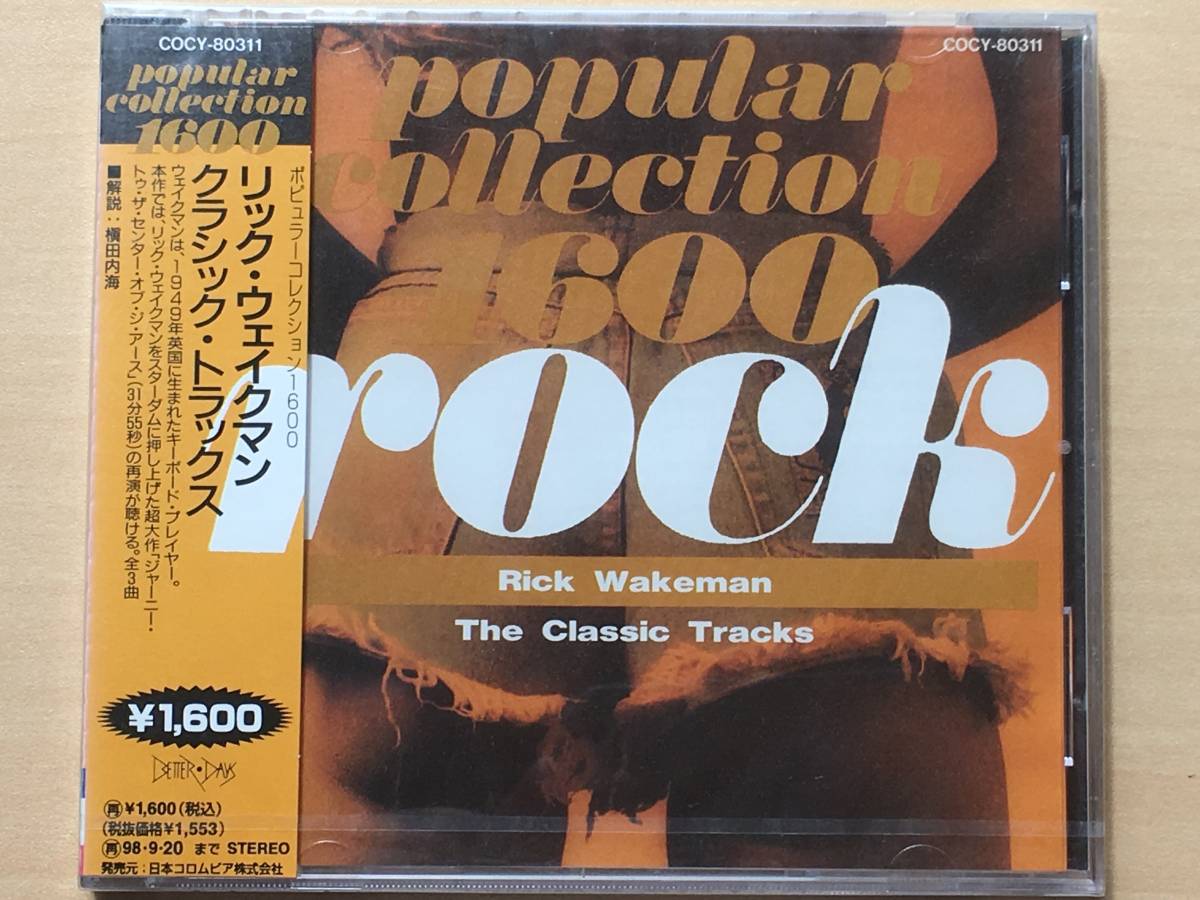 COCY-80311
popular
collection
1600
ポピュラーコレクション1600
リック・ウェイクマン
クラシック・トラックス
ウェイクマンは、1949年英国に生まれたキーボード・プレイヤー。
本作では、リック・ウェイクマンをスターダムに押し上げた超大作「ジャーニー・
トゥ・ザ・センター・オブ・ジ・アース」(31分55秒)の再演が聴ける。全3曲
■解説:槇田内海
¥1,600
BETTER・DAYS
再¥1,600(税込)
(税抜価格¥1,553)
再98・9・20 まで STEREO
発売元:日本コロムビア株式会社
COCY-80311
popular
collection
1600
rock
Rick Wakeman
The Classic Tracks